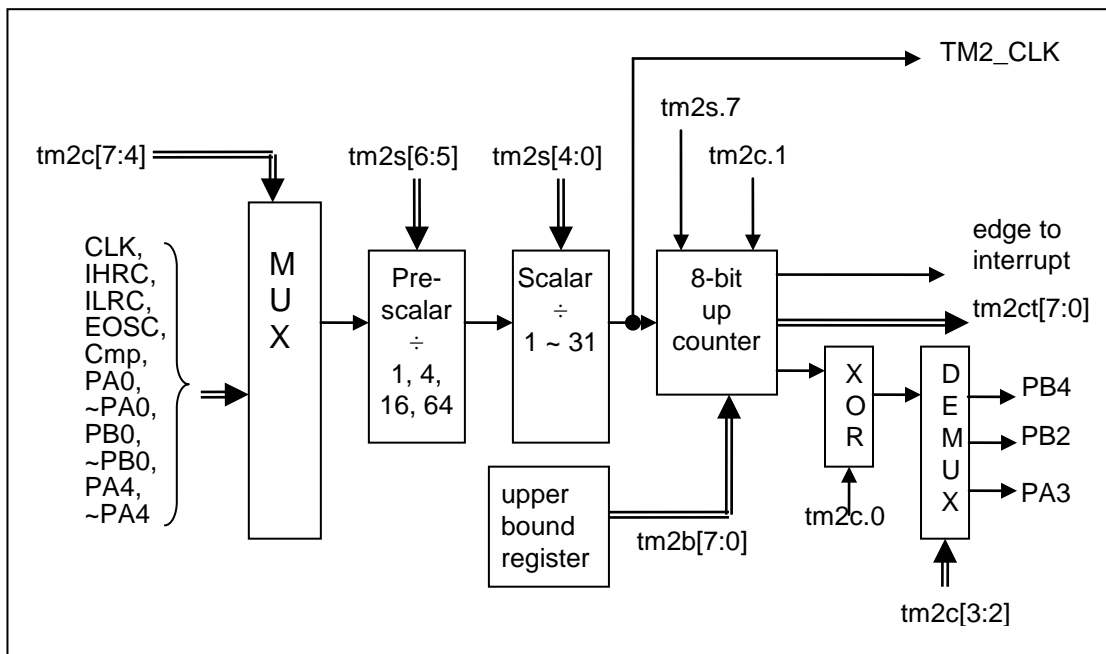 TM2_CLK
tm2s.7
tm2c[7:4]
tm2s[6:5]
tm2s[4:0]
tm2c.1
CLK,
IHRC,
ILRC,
EOSC,
Cmp,
PA0,
~PA0,
PB0,
~PB0,
PA4,
~PA4
M
U
X
Pre-
scalar
÷
1, 4,
16, 64
Scalar
÷
1 ~ 31
8-bit
up
counter
edge to
interrupt
tm2ct[7:0]
X
O
R
D
E
M
U
X
PB4
PB2
PA3
upper
bound
register
tm2b[7:0]
tm2c.0
tm2c[3:2]